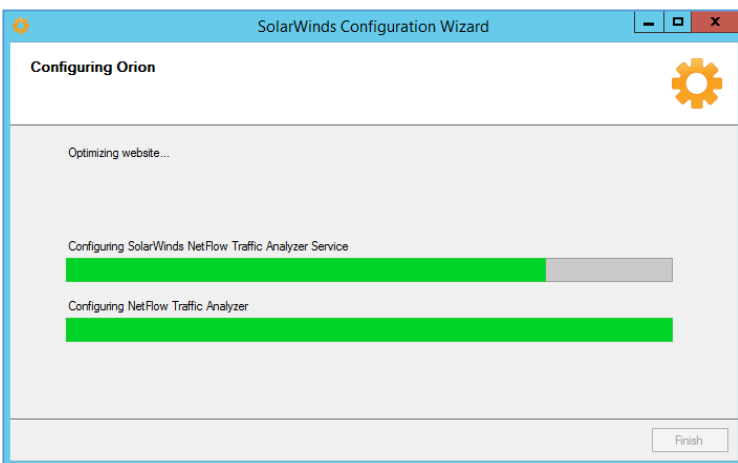 SolarWinds Configuration Wizard
Configuring Orion
Optimizing website...
Configuring SolarWinds NetFlow Traffic Analyzer Service
Configuring NetFlow Traffic Analyzer
Finish